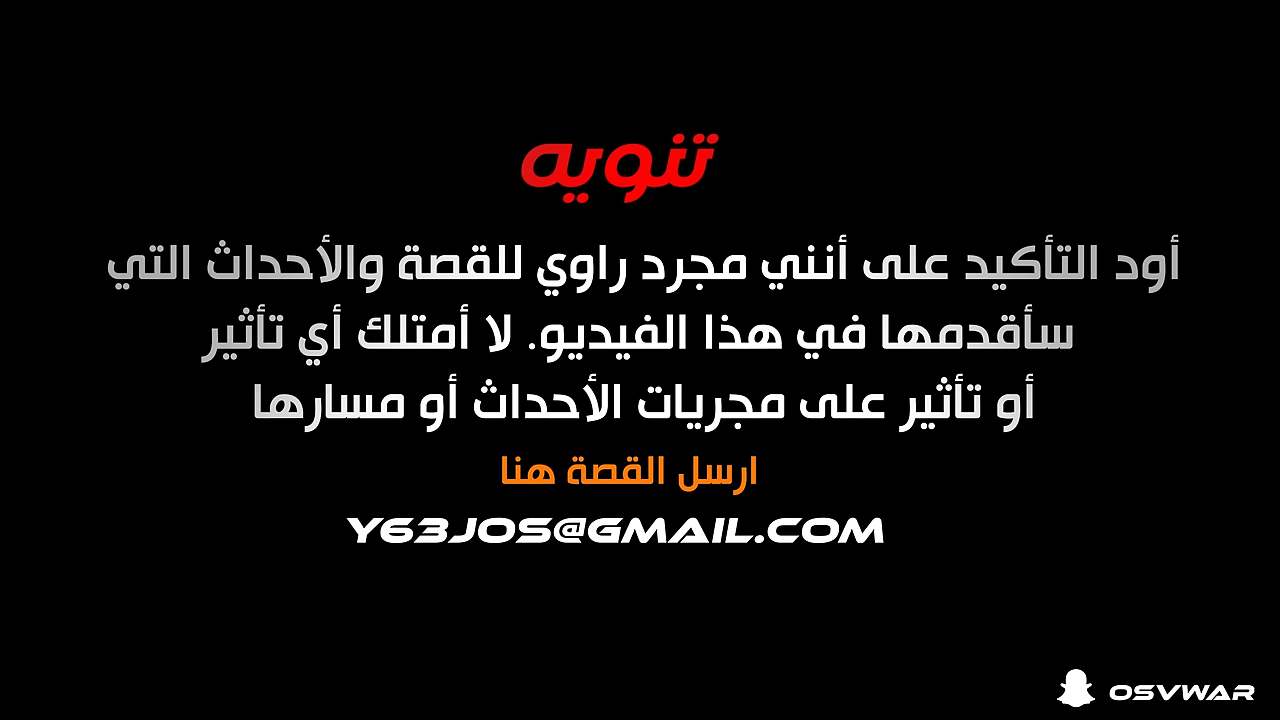 تنويه
أود التأكيد على أنني مجرد راوي للقصة والأحداث التي
سأقدمها في هذا الفيديو. لا أمتلك أي تأثير
أو تأثير على مجريات الأحداث أو مسارها
ارسل القصة هنا
Y63JOS@GMAIL.COM
OSVWAR